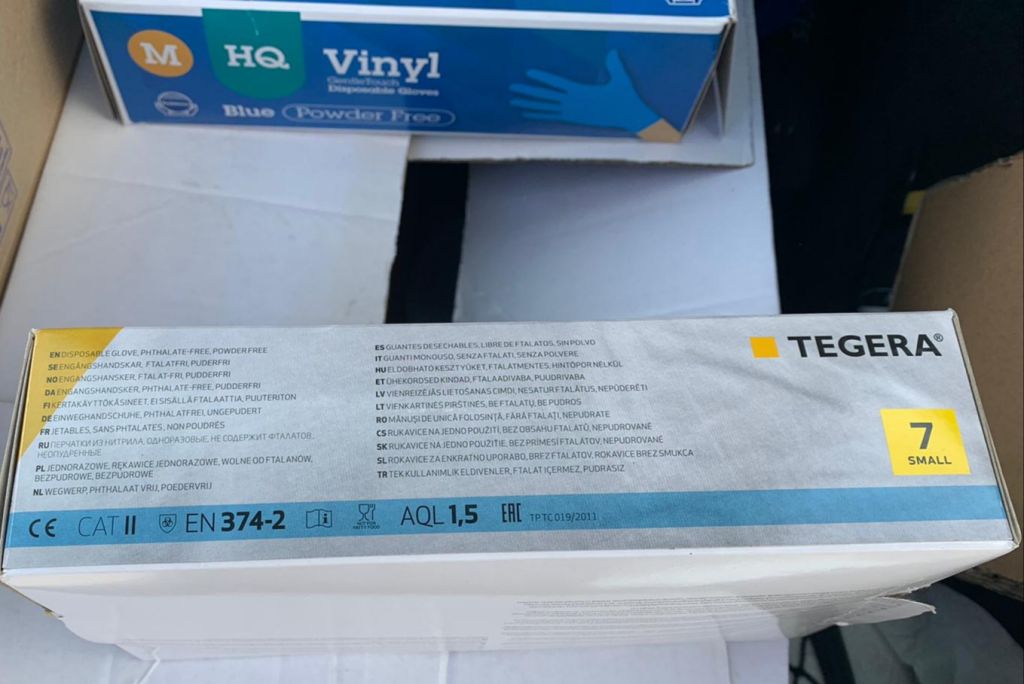 M
HQ
Vinyl
GentleTouch
Disposable Gloves
Blue Powder Free
EN DISPOSABLE GLOVE, PHTHALATE-FREE, POWDER FREE
SE ENGÅNGSHANDSKAR, FTALATFRI, PUDERFRI
NO ENGANGSHANSKER, FTALAT-FRI, PUDDERFRI
DA ENGANGSHANDSKER, PHTHALATE-FREE, PUDDERFRI
FI KERTAKÄYTTÖKÄSINEET, EI SISÄLLÄ FTALAATTIA, PUUTERITON
DE EINWEGHANDSCHUHE, PHTHALATFREI, UNGEPUDERT
FR JETABLES, SANS PHTALATES, NON POUDRÉS
RU ПЕРЧАТКИ ИЗ НИТРИЛА, ОДНОРАЗОВЫЕ, НЕ СОДЕРЖИТ ФТАЛАТОВ,
НЕОПУДРЕННЫЕ
PL JEDNORAZOWE, RĘKAWICE JEDNORAZOWE, WOLNE OD FTALANÓW,
BEZPUDROWE, BEZPUDROWE
NL WEGWERP, PHTHALAAT VRIJ, POEDERVRIJ
ES GUANTES DESECHABLES, LIBRE DE FTALATOS, SIN POLVO
IT GUANTI MONOUSO, SENZA FTALATI, SENZA POLVERE
HU ELDOBHATÓ KESZTYŰKET, FTALATMENTES, HINTŐPOR NÉLKÜL
ET ÜHEKORDSED KINDAD, FTALAADIVABA, PUUDRIVABA
LV VIENREIZĒJĀS LIETOŠANAS CIMDI, NESATUR FTALĀTUS, NEPŪDERĒTI
LT VIENKARTINĖS PIRŠTINĖS, BE FTALATŲ, BE PUDROS
RO MĂNUȘI DE UNICĂ FOLOSINȚĂ, FĂRĂ FTALAȚI, NEPUDRATE
CS RUKAVICE NA JEDNO POUŽITÍ, BEZ OBSAHU FTALÁTŮ, NEPUDROVANÉ
SK RUKAVICE NA JEDNO POUŽITIE, BEZ PRÍMESÍ FTALÁTOV, NEPUDROVANÉ
SL ROKAVICE ZA ENKRATNO UPORABO, BREZ FTALATOV, ROKAVICE BREZ SMUKCA
TR TEK KULLANIMLIK ELDIVENLER, FTALAT IÇERMEZ, PUDRASIZ
TEGERA®
7
SMALL
CE CAT II EN 374-2 i NOT FOR FATTY FOOD AQL 1,5 EAC TP TC 019/2011